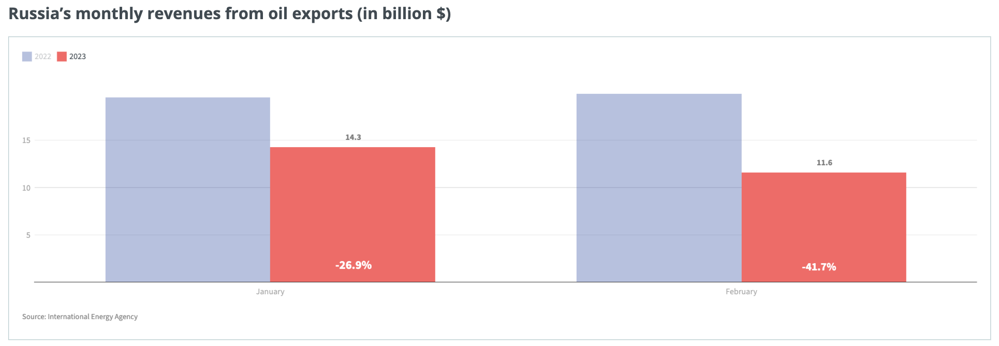 Russia’s monthly revenues from oil exports (in billion $)
2022 2023
15
14.3
11.6
10
5
-26.9%
-41.7%
January February
Source: International Energy Agency